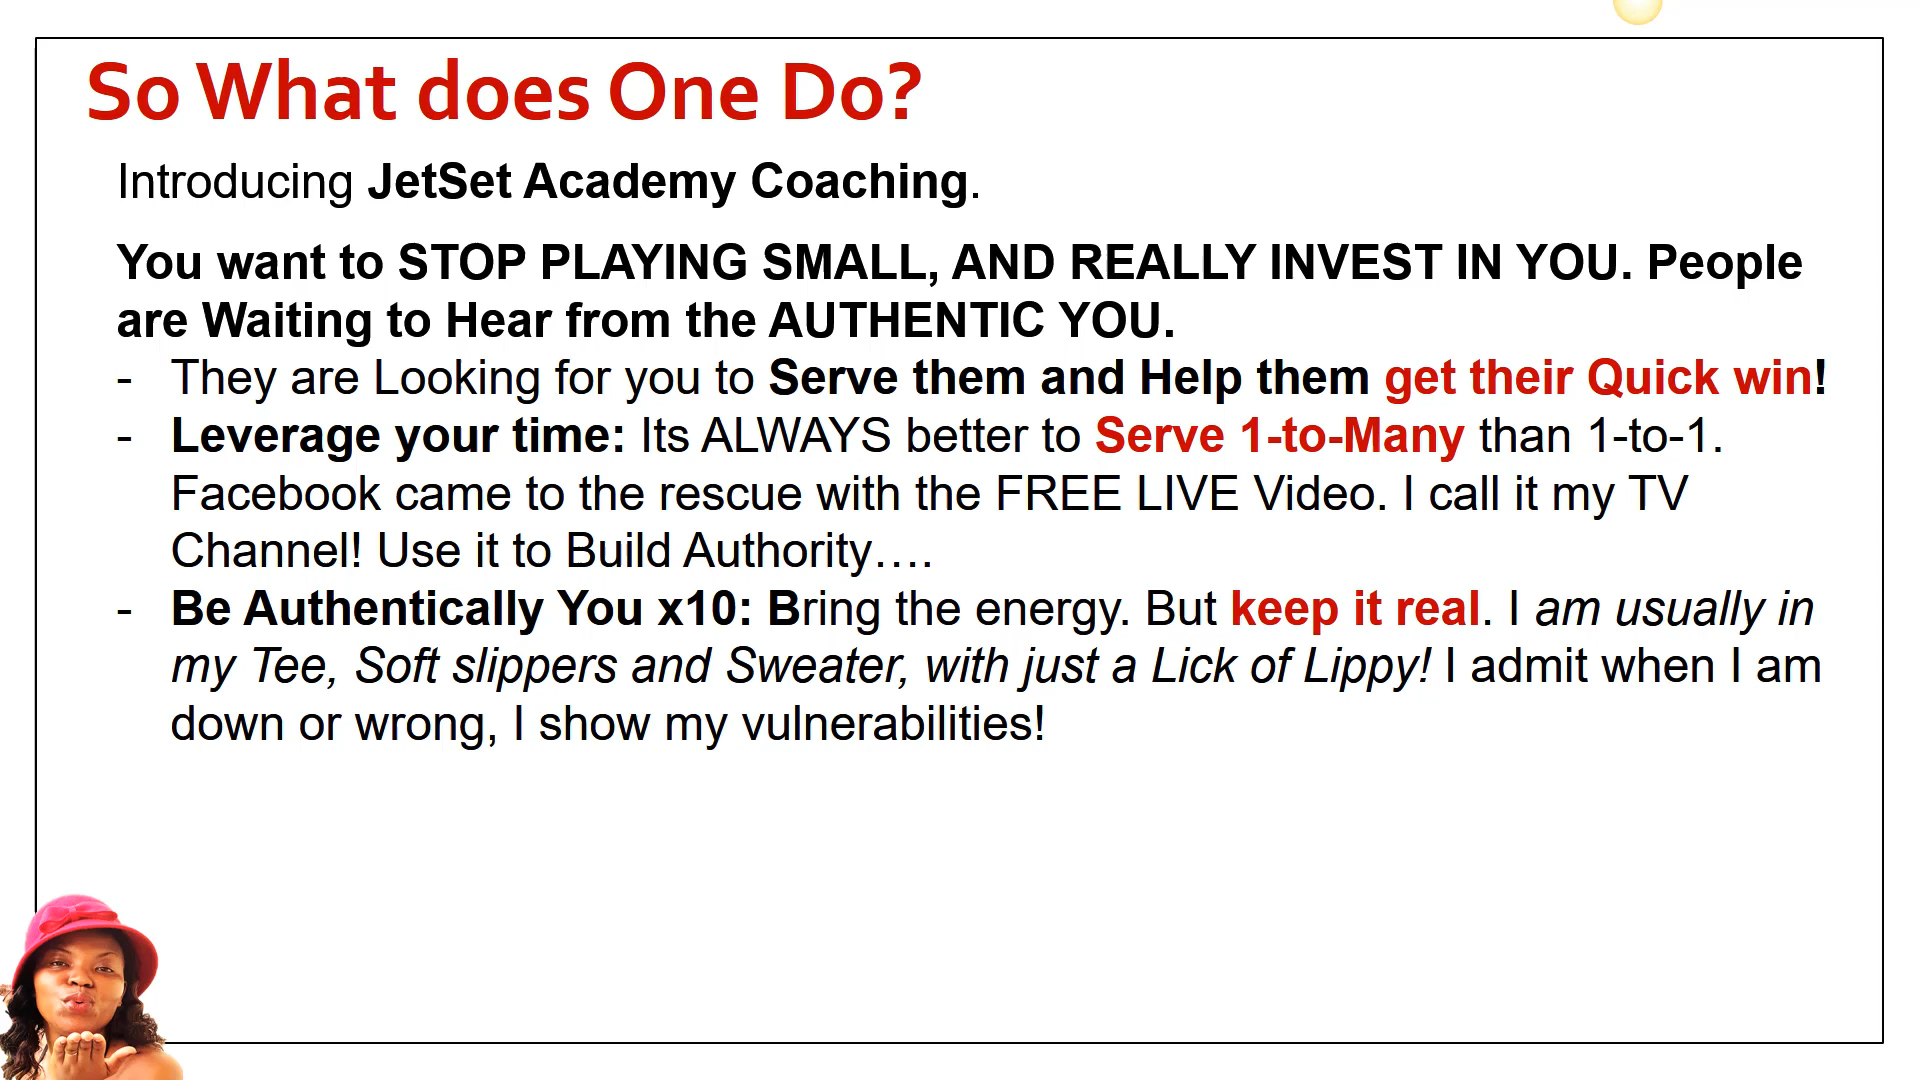 So What does One Do?
Introducing JetSet Academy Coaching.
You want to STOP PLAYING SMALL, AND REALLY INVEST IN YOU. People
are Waiting to Hear from the AUTHENTIC YOU.
- They are Looking for you to Serve them and Help them get their Quick win!
- Leverage your time: Its ALWAYS better to Serve 1-to-Many than 1-to-1.
Facebook came to the rescue with the FREE LIVE Video. I call it my TV
Channel! Use it to Build Authority….
- Be Authentically You x10: Bring the energy. But keep it real. I am usually in
my Tee, Soft slippers and Sweater, with just a Lick of Lippy! I admit when I am
down or wrong, I show my vulnerabilities!